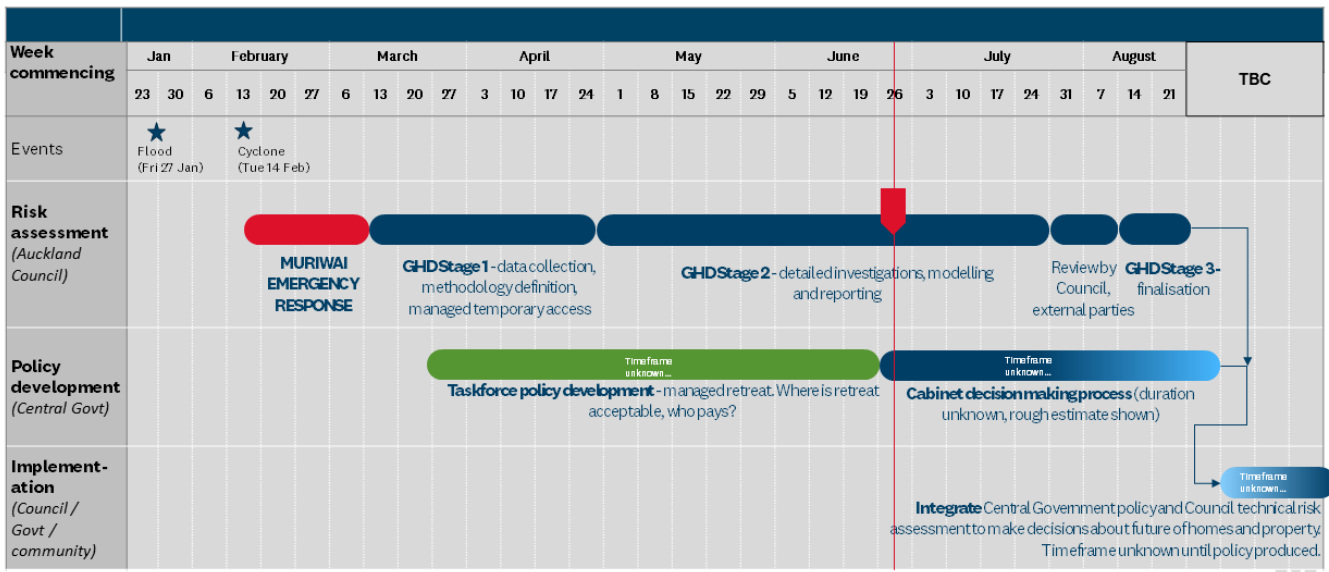 Week
commencing
Jan February March April May June July August
TBC
23 30 6 13 20 27 6 13 20 27 3 10 17 24 1 8 15 22 29 5 12 19 26 3 10 17 24 31 7 14 21
Events
Flood
(Fri 27 Jan)
Cyclone
(Tue 14 Feb)
Risk
assessment
(Auckland
Council)
MURIWAI
EMERGENCY
RESPONSE
GHD Stage 1 - data collection,
methodology definition,
managed temporary access
GHD Stage 2 - detailed investigations, modelling
and reporting
Review by
Council,
external parties
GHD Stage 3-
finalisation
Policy
development
(Central Govt)
Timeframe
unknown...
Taskforce policy development - managed retreat. Where is retreat
acceptable, who pays?
Timeframe
unknown...
Cabinet decision making process (duration
unknown, rough estimate shown)
Implement-
ation
(Council /
Govt /
community)
Timeframe
unknown...
Integrate Central Government policy and Council technical risk
assessment to make decisions about future of homes and property.
Timeframe unknown until policy produced.